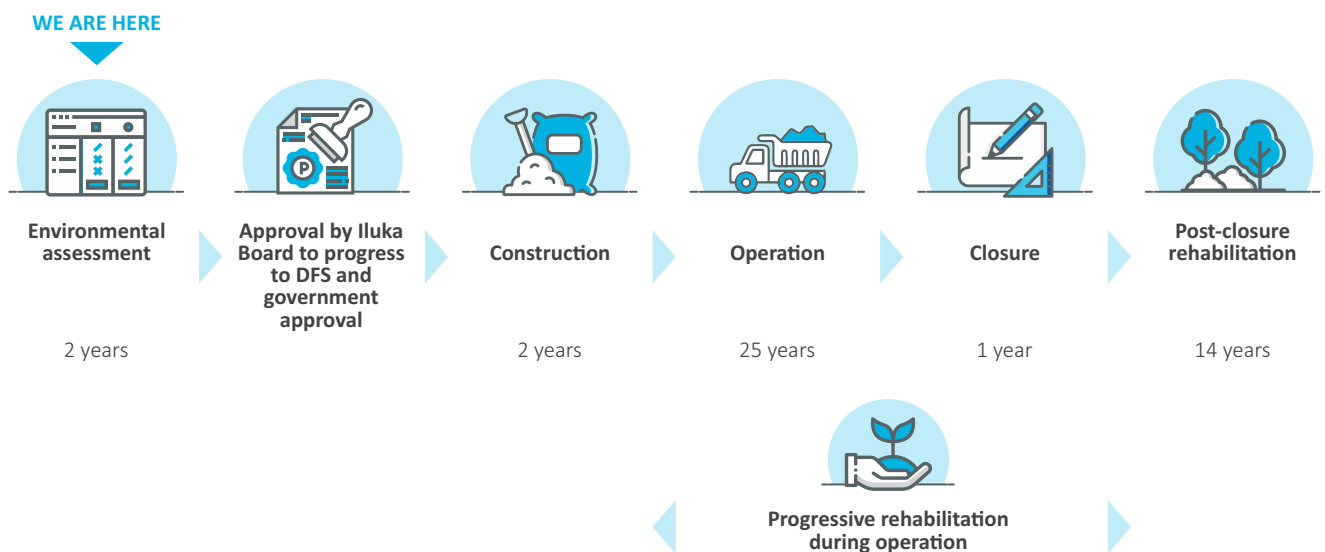 WE ARE HERE
P
Environmental
assessment
Approval by Iluka
Board to progress
to DFS and
government
approval
Construction
Operation
Closure
Post-closure
rehabilitation
2 years
2 years
25 years
1 year
14 years
Progressive rehabilitation
during operation